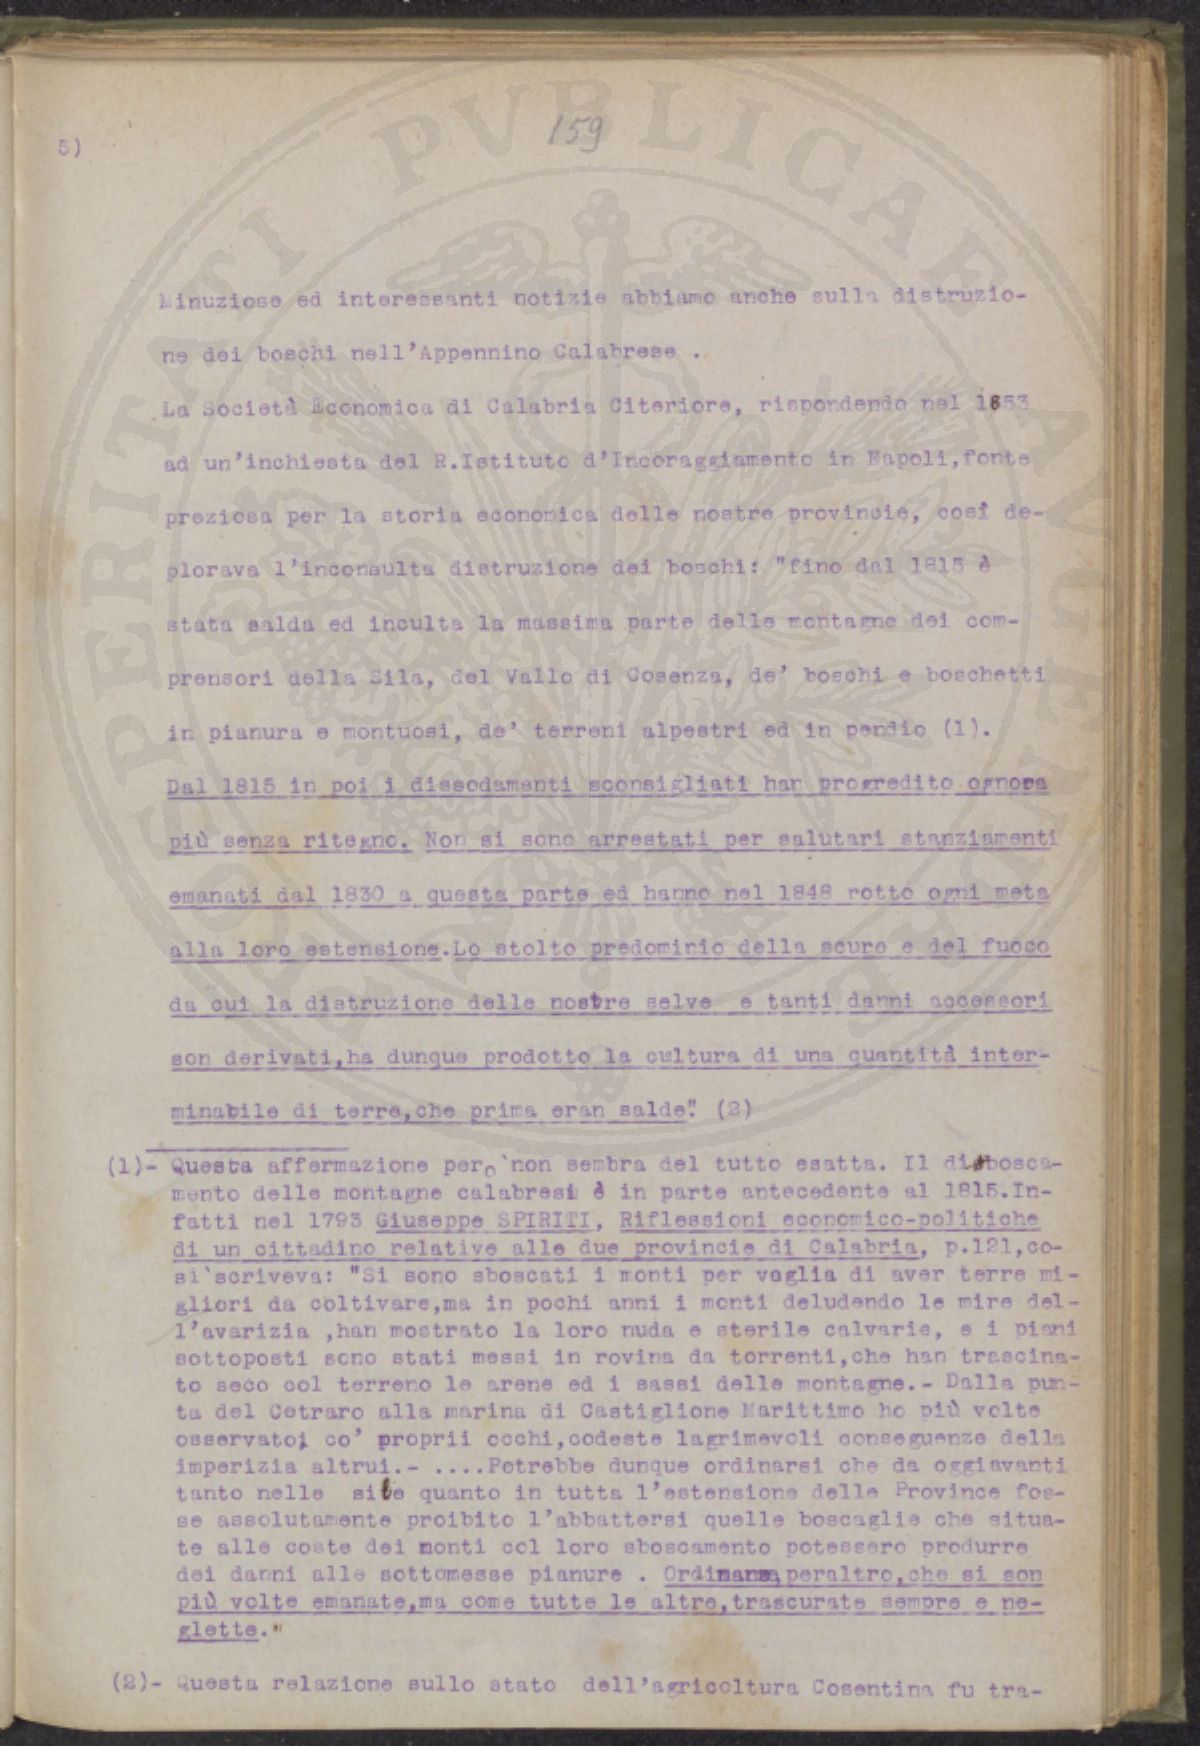 159
5)
Minuziose ed interessanti notizie abbiamo anche sulla distruzio-
ne dei boschi nell'Appennino Calabrese .
La Società Economica di Calabria Citeriore, rispondendo nel 1853
ad un'inchiesta del R.Istituto d'Incoraggiamento in Napoli,fonte
preziosa per la storia economica delle nostre provincie, così de-
plorava l'inconsulta distruzione dei boschi: "fino dal 1815 è
stata salda ed inculta la massima parte delle montagne dei com-
prensori della Sila, del Vallo di Cosenza, de' boschi e boschetti
in pianura e montuosi, de' terreni alpestri ed in pendio (1).
Dal 1815 in poi i dissodamenti sconsigliati han progredito ognora
più senza ritegno. Non si sono arrestati per salutari stanziamenti
emanati dal 1830 a questa parte ed hanno nel 1848 rotto ogni meta
alla loro estensione.Lo stolto predominio della scure e del fuoco
da cui la distruzione delle nostre selve e tanti danni accessori
son derivati,ha dunque prodotto la cultura di una quantità inter-
minabile di terre,che prima eran salde". (2)
(1)- Questa affermazione però non sembra del tutto esatta. Il disbosca-
mento delle montagne calabresi è in parte antecedente al 1815.In-
fatti nel 1793 Giuseppe SPIRITI, Riflessioni economico-politiche
di un cittadino relative alle due provincie di Calabria, p.121,co-
sì scriveva: "Si sono sboscati i monti per voglia di aver terre mi-
gliori da coltivare,ma in pochi anni i monti deludendo le mire del-
l'avarizia ,han mostrato la loro nuda e sterile calvarie, e i piani
sottoposti sono stati messi in rovina da torrenti,che han trascina-
to seco col terreno le arene ed i sassi delle montagne.- Dalla pun-
ta del Cetraro alla marina di Castiglione Marittimo ho più volte
osservato, co' proprii occhi,codeste lagrimevoli conseguenze della
imperizia altrui.- ....Potrebbe dunque ordinarsi che da oggiavanti
tanto nelle sile quanto in tutta l'estensione delle Province fos-
se assolutamente proibito l'abbattersi quelle boscaglie che situa-
te alle coste dei monti col loro sboscamento potessero produrre
dei danni alle sottomesse pianure . Ordinanze,peraltro,che si son
più volte emanate,ma come tutte le altre,trascurate sempre e ne-
glette."
(2)- Questa relazione sullo stato dell'agricoltura Cosentina fu tra-